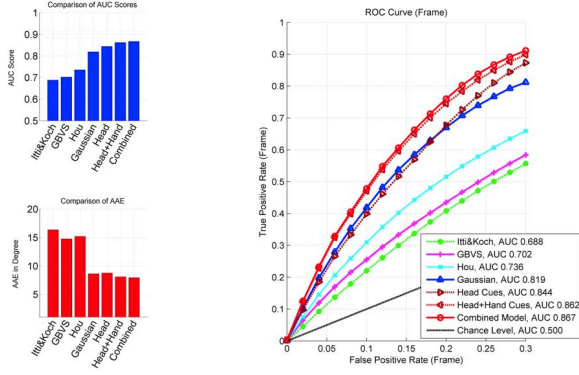 Comparison of AUC Scores
AUC Score
0.9
0.8
0.7
0.6
0.5
Itti&Koch
GBVS
Hou
Gaussian
Head
Head+Hand
Combined
Comparison of AAE
AAE in Degree
20
15
10
5
Itti&Koch
GBVS
Hou
Gaussian
Head
Head+Hand
Combined
ROC Curve (Frame)
True Positive Rate (Frame)
1
0.9
0.8
0.7
0.6
0.5
0.4
0.3
0.2
0.1
0
0 0.05 0.1 0.15 0.2 0.25 0.3
False Positive Rate (Frame)
Itti&Koch, AUC 0.688
GBVS, AUC 0.702
Hou, AUC 0.736
Gaussian, AUC 0.819
Head Cues, AUC 0.844
Head+Hand Cues, AUC 0.862
Combined Model, AUC 0.867
Chance Level, AUC 0.500